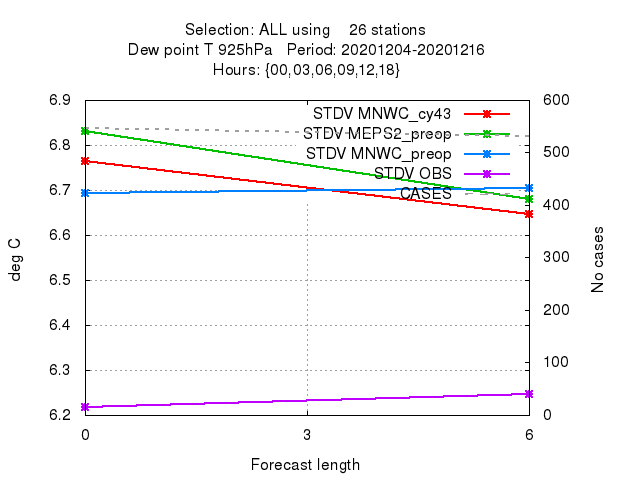 Selection: ALL using 26 stations
Dew point T 925hPa Period: 20201204-20201216
Hours: {00,03,06,09,12,18}
6.9
6.8
6.7
6.6
6.5
6.4
6.3
6.2
600
500
400
300
200
100
0
STDV MNWC_cy43
STDV MEPS2_preop
STDV MNWC_preop
STDV OBS
CASES
deg C
No cases
0
3
6
Forecast length